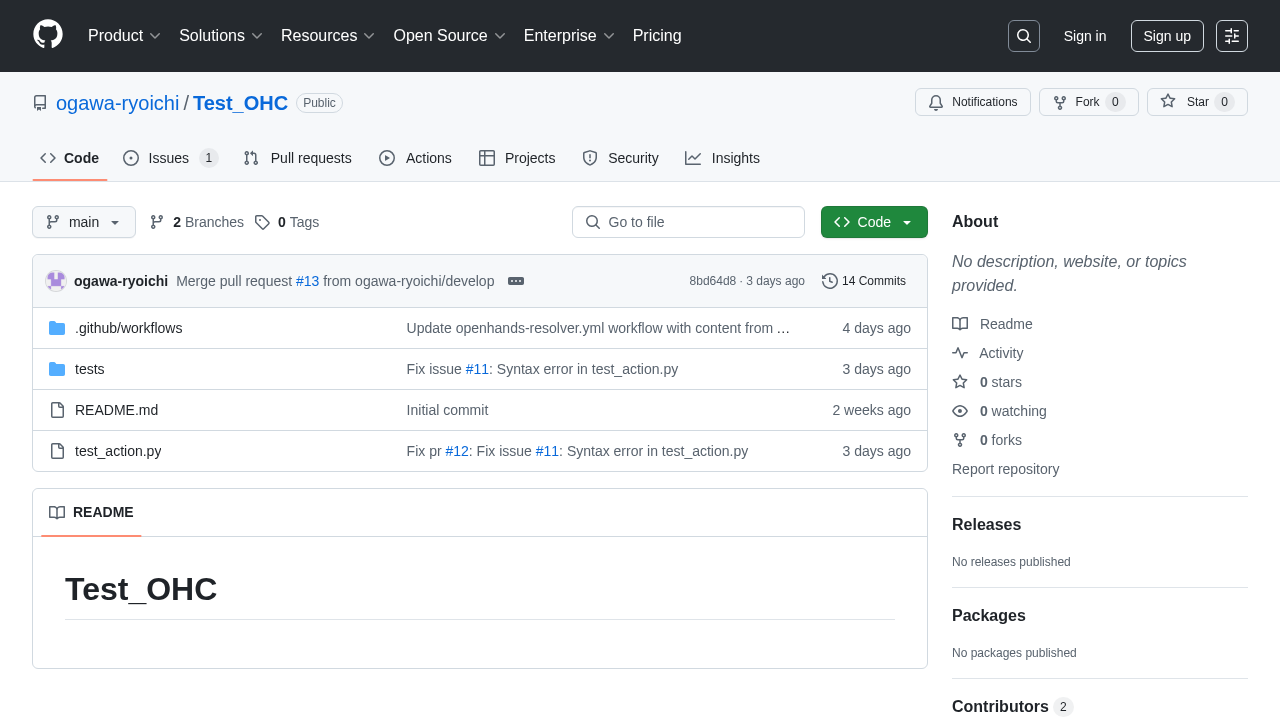 Product Solutions Resources Open Source Enterprise Pricing Sign in Sign up
ogawa-ryoichi / Test_OHC Public Notifications Fork 0 Star 0
Code Issues 1 Pull requests Actions Projects Security Insights
main 2 Branches 0 Tags Go to file Code
ogawa-ryoichi Merge pull request #13 from ogawa-ryoichi/develop 8bd64d8 · 3 days ago 14 Commits
.github/workflows Update openhands-resolver.yml workflow with content from … 4 days ago
tests Fix issue #11: Syntax error in test_action.py 3 days ago
README.md Initial commit 2 weeks ago
test_action.py Fix pr #12: Fix issue #11: Syntax error in test_action.py 3 days ago
README
Test_OHC
About
No description, website, or topics
provided.
Readme
Activity
0 stars
0 watching
0 forks
Report repository
Releases
No releases published
Packages
No packages published
Contributors 2